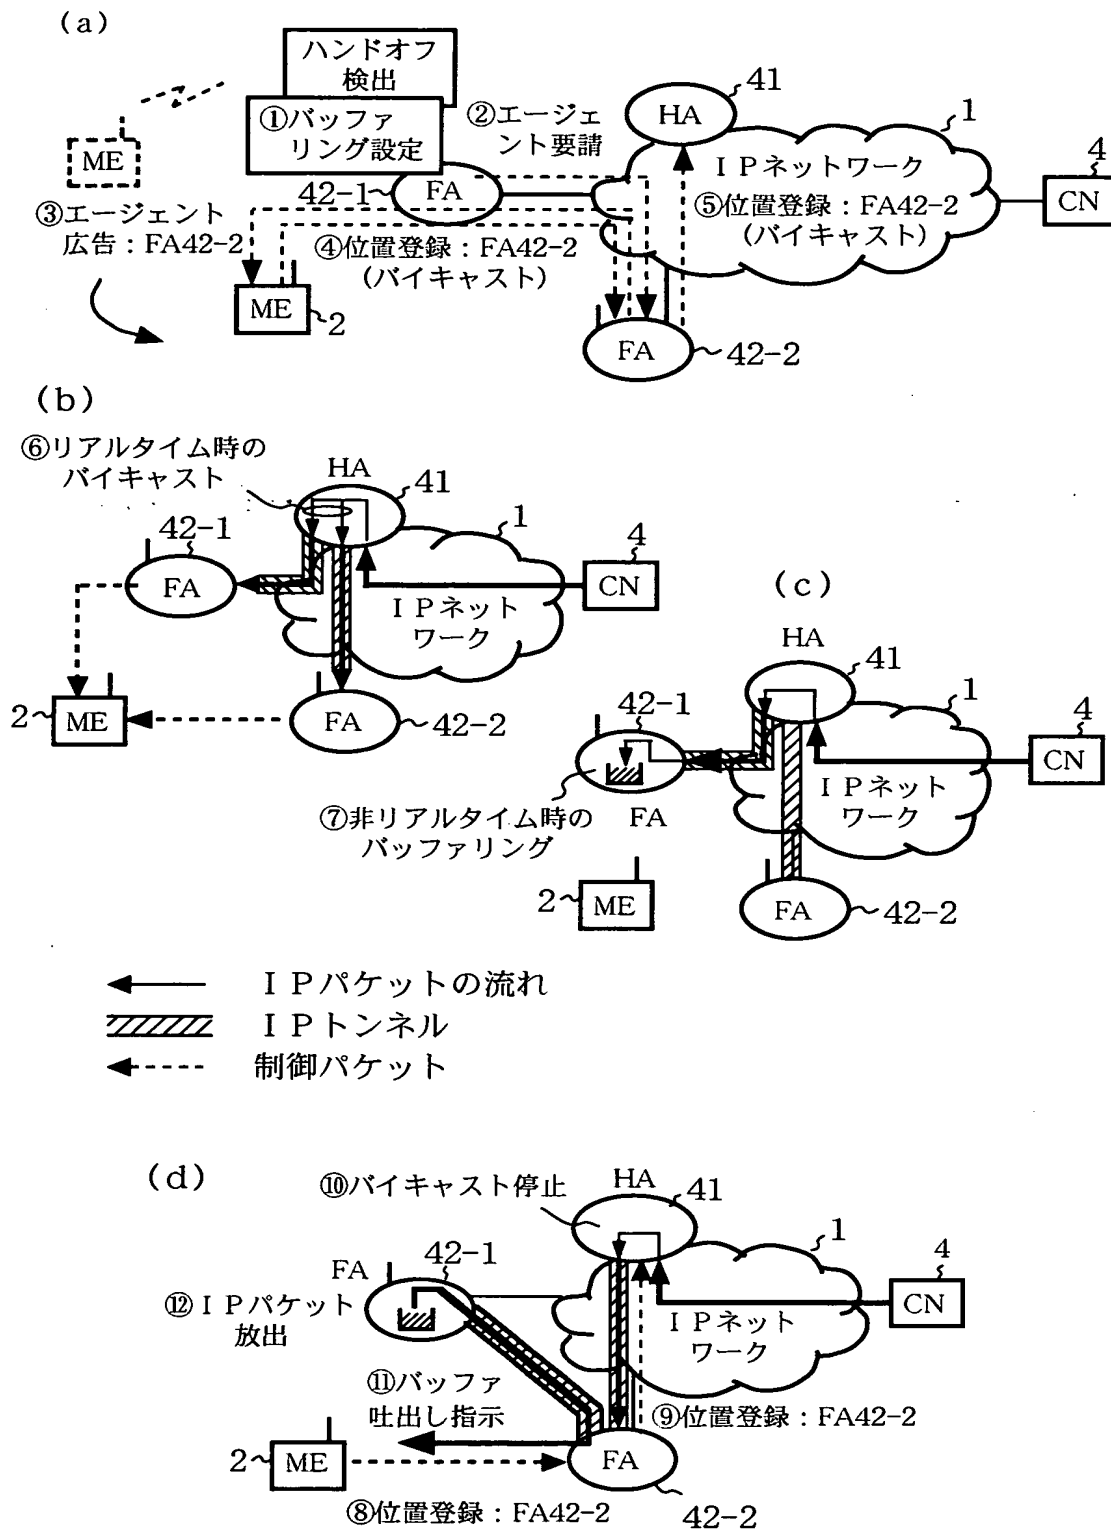 (a)
ハンドオフ
検出
①バッファ
リング設定
②エージェ
ント要請
HA
41
1
IPネットワーク
4
CN
ME
42-1
FA
⑤位置登録:FA42-2
(バイキャスト)
③エージェント
広告:FA42-2
④位置登録:FA42-2
(バイキャスト)
ME
2
FA
42-2
(b)
⑥リアルタイム時の
バイキャスト
HA
41
42-1
1
4
FA
CN
IPネット
ワーク
2
ME
FA
42-2
(c)
HA
41
42-1
1
4
CN
IPネット
ワーク
⑦非リアルタイム時の
バッファリング
FA
2
ME
FA
42-2
IPパケットの流れ
IPトンネル
制御パケット
(d)
⑩バイキャスト停止
HA
41
42-1
1
4
FA
CN
⑫IPパケット
放出
IPネット
ワーク
⑪バッファ
吐出し指示
⑨位置登録:FA42-2
2
ME
FA
⑧位置登録:FA42-2
42-2